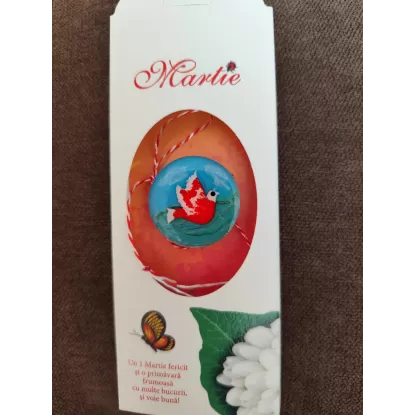 Martie
Un 1 Martie fericit
și o primăvară
frumoasă
cu multe bucurii,
și voie bună!